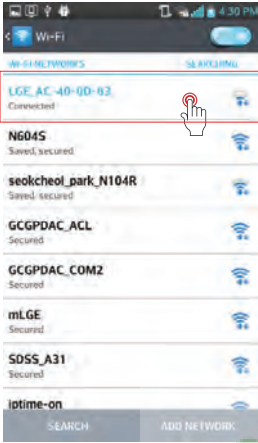 4:30 PM
Wi-Fi
WI-FI NETWORKS SEARCHING
LGE_AC-40-0D-63
Connected
N604S
Saved, secured
seokcheol_park_N104R
Saved, secured
GCGPDAC_ACL
Secured
GCGPDAC_COM2
Secured
mLGE
Secured
SDSS_A31
Secured
iptime-on
SEARCH ADD NETWORK